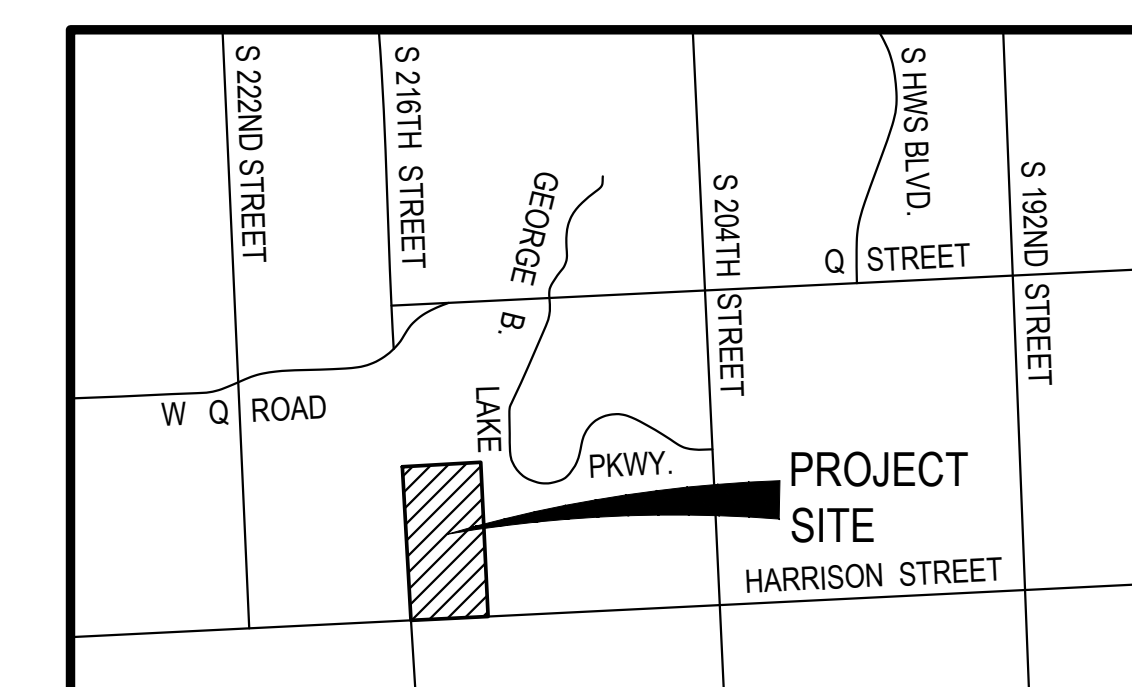 S 222ND STREET
S 216TH STREET
GEORGE B.
LAKE
PKWY.
S 204TH STREET
S HWS BLVD.
Q STREET
S 192ND STREET
W Q ROAD
PROJECT
SITE
HARRISON STREET